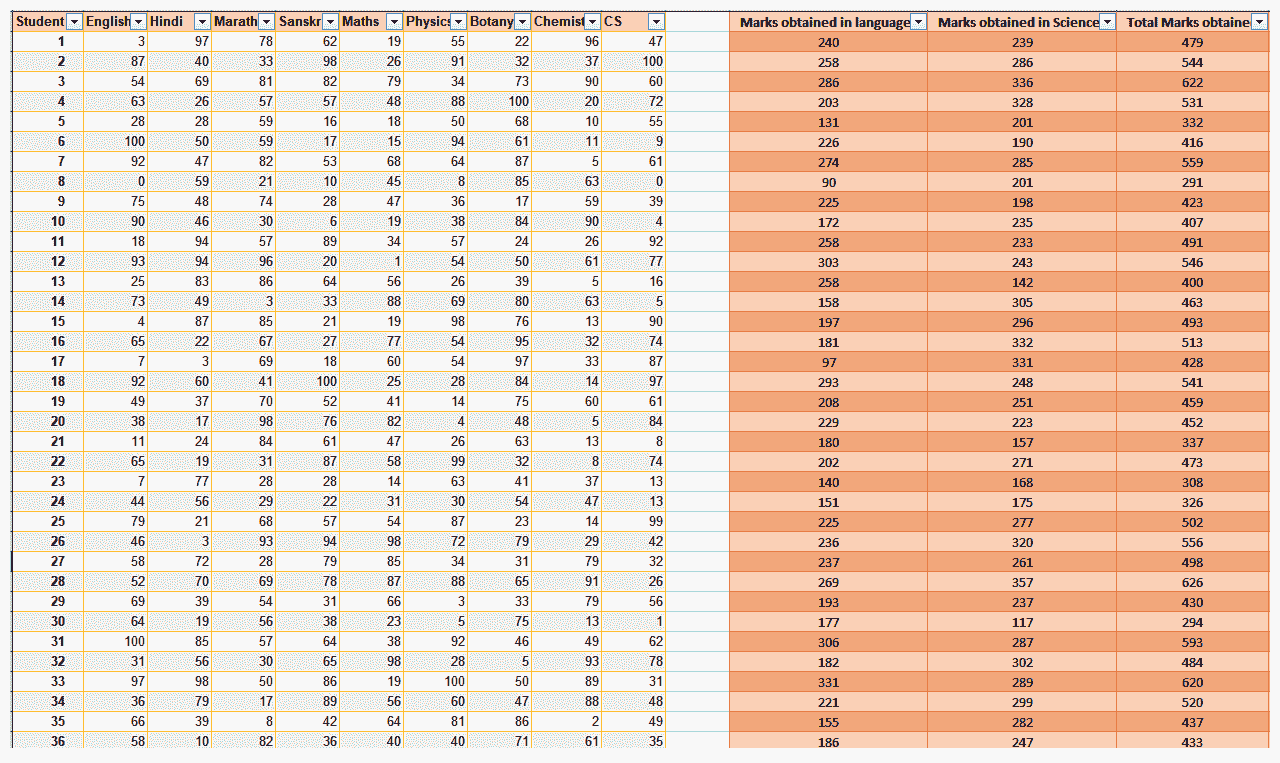 Student English Hindi Marath Sanskr Maths Physics Botany Chemist CS Marks obtained in language Marks obtained in Science Total Marks obtaine
1 3 97 78 62 19 55 22 96 47 240 239 479
2 87 40 33 98 26 91 32 37 100 258 286 544
3 54 69 81 82 79 34 73 90 60 286 336 622
4 63 26 57 57 48 88 100 20 72 203 328 531
5 28 28 59 16 18 50 68 10 55 131 201 332
6 100 50 59 17 15 94 61 11 9 226 190 416
7 92 47 82 53 68 64 87 5 61 274 285 559
8 0 59 21 10 45 8 85 63 0 90 201 291
9 75 48 74 28 47 36 17 59 39 225 198 423
10 90 46 30 6 19 38 84 90 4 172 235 407
11 18 94 57 89 34 57 24 26 92 258 233 491
12 93 94 96 20 1 54 50 61 77 303 243 546
13 25 83 86 64 56 26 39 5 16 258 142 400
14 73 49 3 33 88 69 80 63 5 158 305 463
15 4 87 85 21 19 98 76 13 90 197 296 493
16 65 22 67 27 77 54 95 32 74 181 332 513
17 7 3 69 18 60 54 97 33 87 97 331 428
18 92 60 41 100 25 28 84 14 97 293 248 541
19 49 37 70 52 41 14 75 60 61 208 251 459
20 38 17 98 76 82 4 48 5 84 229 223 452
21 11 24 84 61 47 26 63 13 8 180 157 337
22 65 19 31 87 58 99 32 8 74 202 271 473
23 7 77 28 28 14 63 41 37 13 140 168 308
24 44 56 29 22 31 30 54 47 13 151 175 326
25 79 21 68 57 54 87 23 14 99 225 277 502
26 46 3 93 94 98 72 79 29 42 236 320 556
27 58 72 28 79 85 34 31 79 32 237 261 498
28 52 70 69 78 87 88 65 91 26 269 357 626
29 69 39 54 31 66 3 33 79 56 193 237 430
30 64 19 56 38 23 5 75 13 1 177 117 294
31 100 85 57 64 38 92 46 49 62 306 287 593
32 31 56 30 65 98 28 5 93 78 182 302 484
33 97 98 50 86 19 100 50 89 31 331 289 620
34 36 79 17 89 56 60 47 88 48 221 299 520
35 66 39 8 42 64 81 86 2 49 155 282 437
36 58 10 82 36 40 40 71 61 35 186 247 433